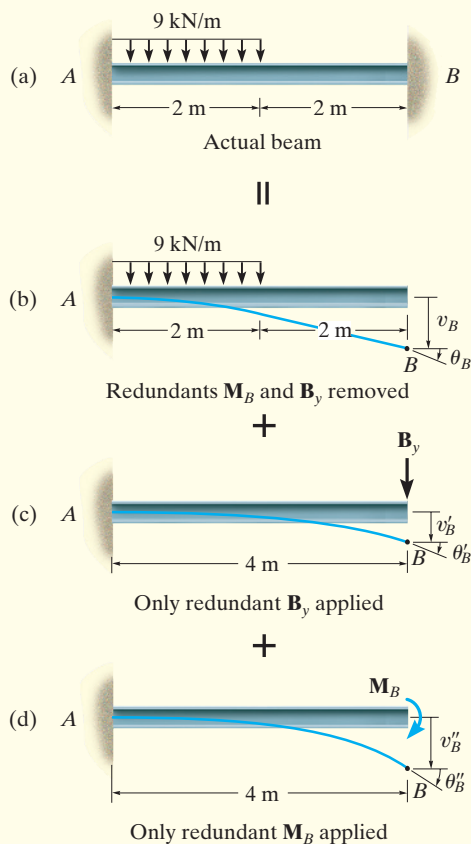 9 kN/m
(a) A B
2 m 2 m
Actual beam
=
9 kN/m
(b) A
v_B
2 m 2 m
B θ_B
Redundants M_B and B_y removed
+
B_y
(c) A
v′_B
B θ′_B
4 m
Only redundant B_y applied
+
M_B
(d) A
v″_B
B θ″_B
4 m
Only redundant M_B applied